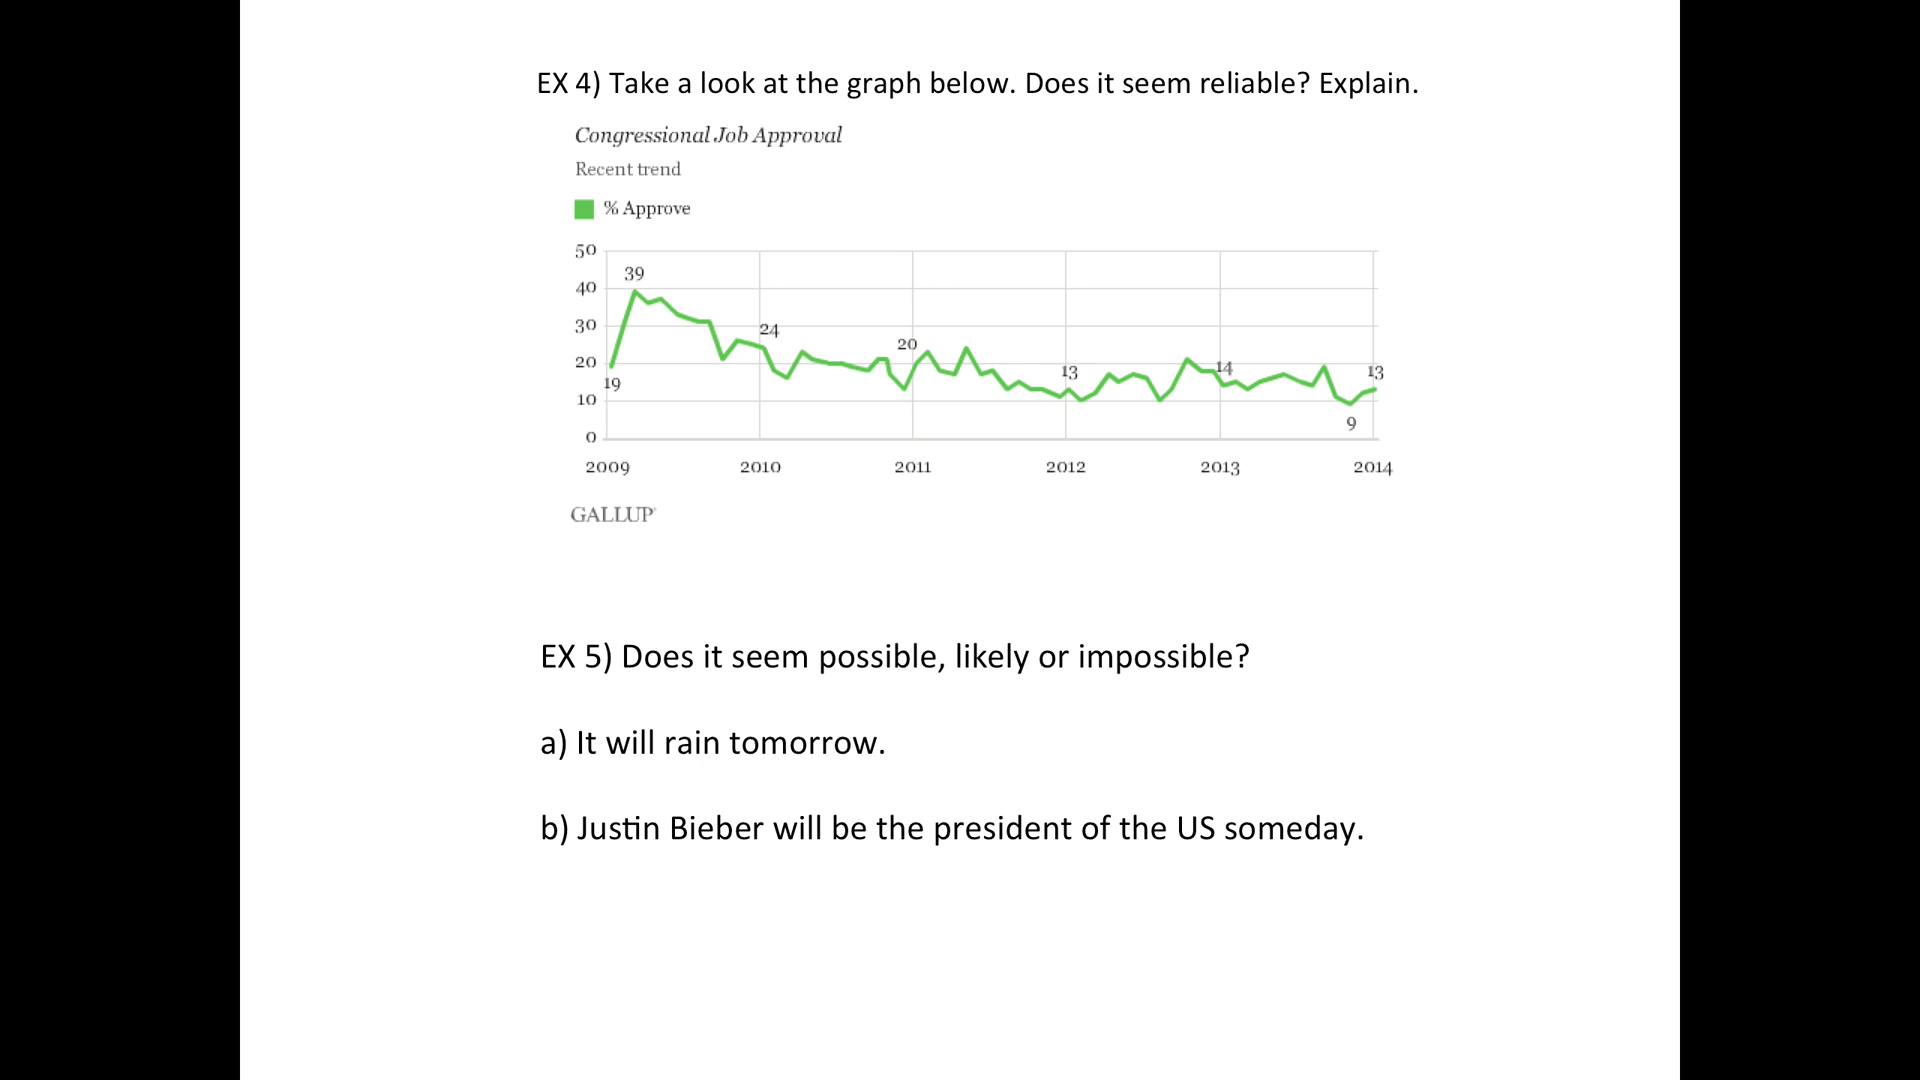 EX 4) Take a look at the graph below. Does it seem reliable? Explain.
Congressional Job Approval
Recent trend
% Approve
50
39
40
30
24
20
20
19
13
14
13
10
9
0
2009 2010 2011 2012 2013 2014
GALLUP®
EX 5) Does it seem possible, likely or impossible?
a) It will rain tomorrow.
b) Justin Bieber will be the president of the US someday.